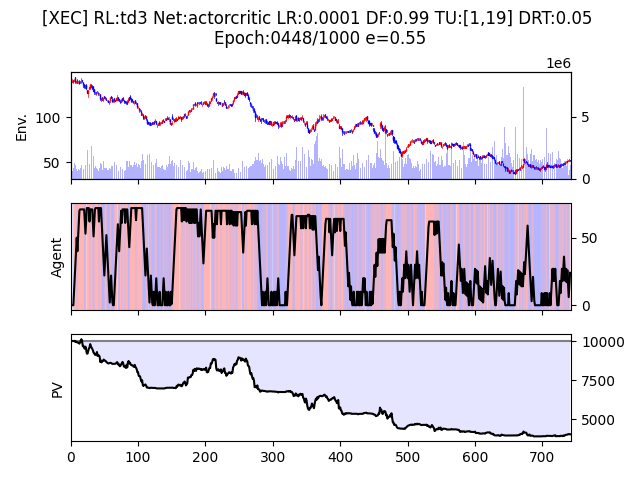 [XEC] RL:td3 Net:actorcritic LR:0.0001 DF:0.99 TU:[1,19] DRT:0.05
Epoch:0448/1000 e=0.55
1e6
Env.
100
50
5
0
Agent
50
0
PV
10000
7500
5000
0 100 200 300 400 500 600 700